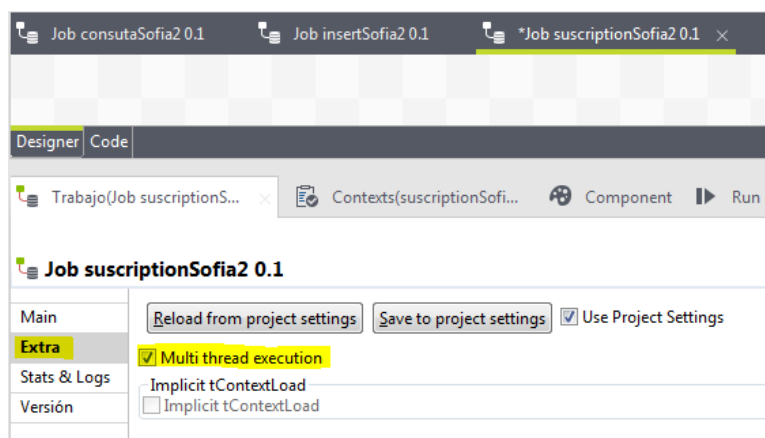 Job consutaSofia2 0.1 Job insertSofia2 0.1 *Job suscriptionSofia2 0.1
Designer Code
Trabajo(Job suscriptionS... Contexts(suscriptionSofi... Component Run
Job suscriptionSofia2 0.1
Main
Extra
Stats & Logs
Versión
Reload from project settings Save to project settings Use Project Settings
Multi thread execution
Implicit tContextLoad
Implicit tContextLoad